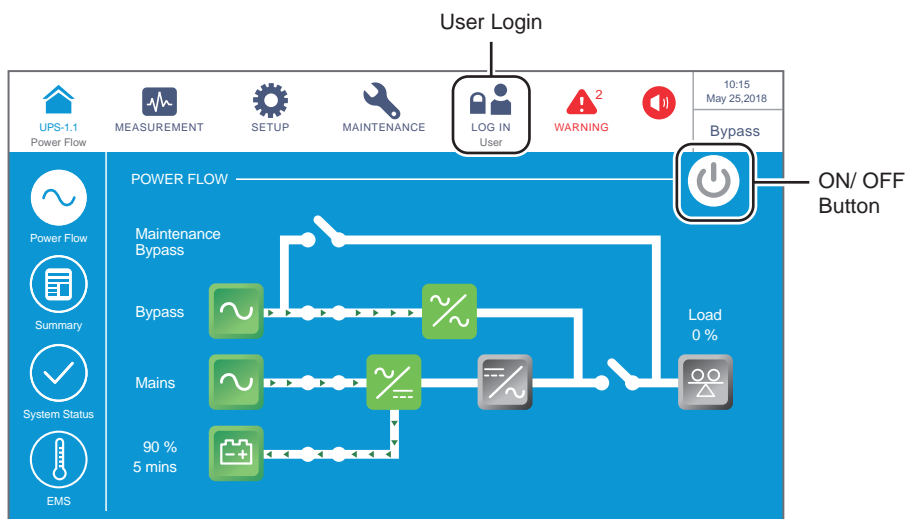 User Login
10:15
May 25,2018
2
UPS-1.1
MEASUREMENT
SETUP
MAINTENANCE
LOG IN
WARNING
Bypass
Power Flow
User
POWER FLOW
ON/ OFF
Button
Power Flow
Maintenance
Bypass
Bypass
Load
0 %
Summary
Mains
System Status
90 %
5 mins
EMS